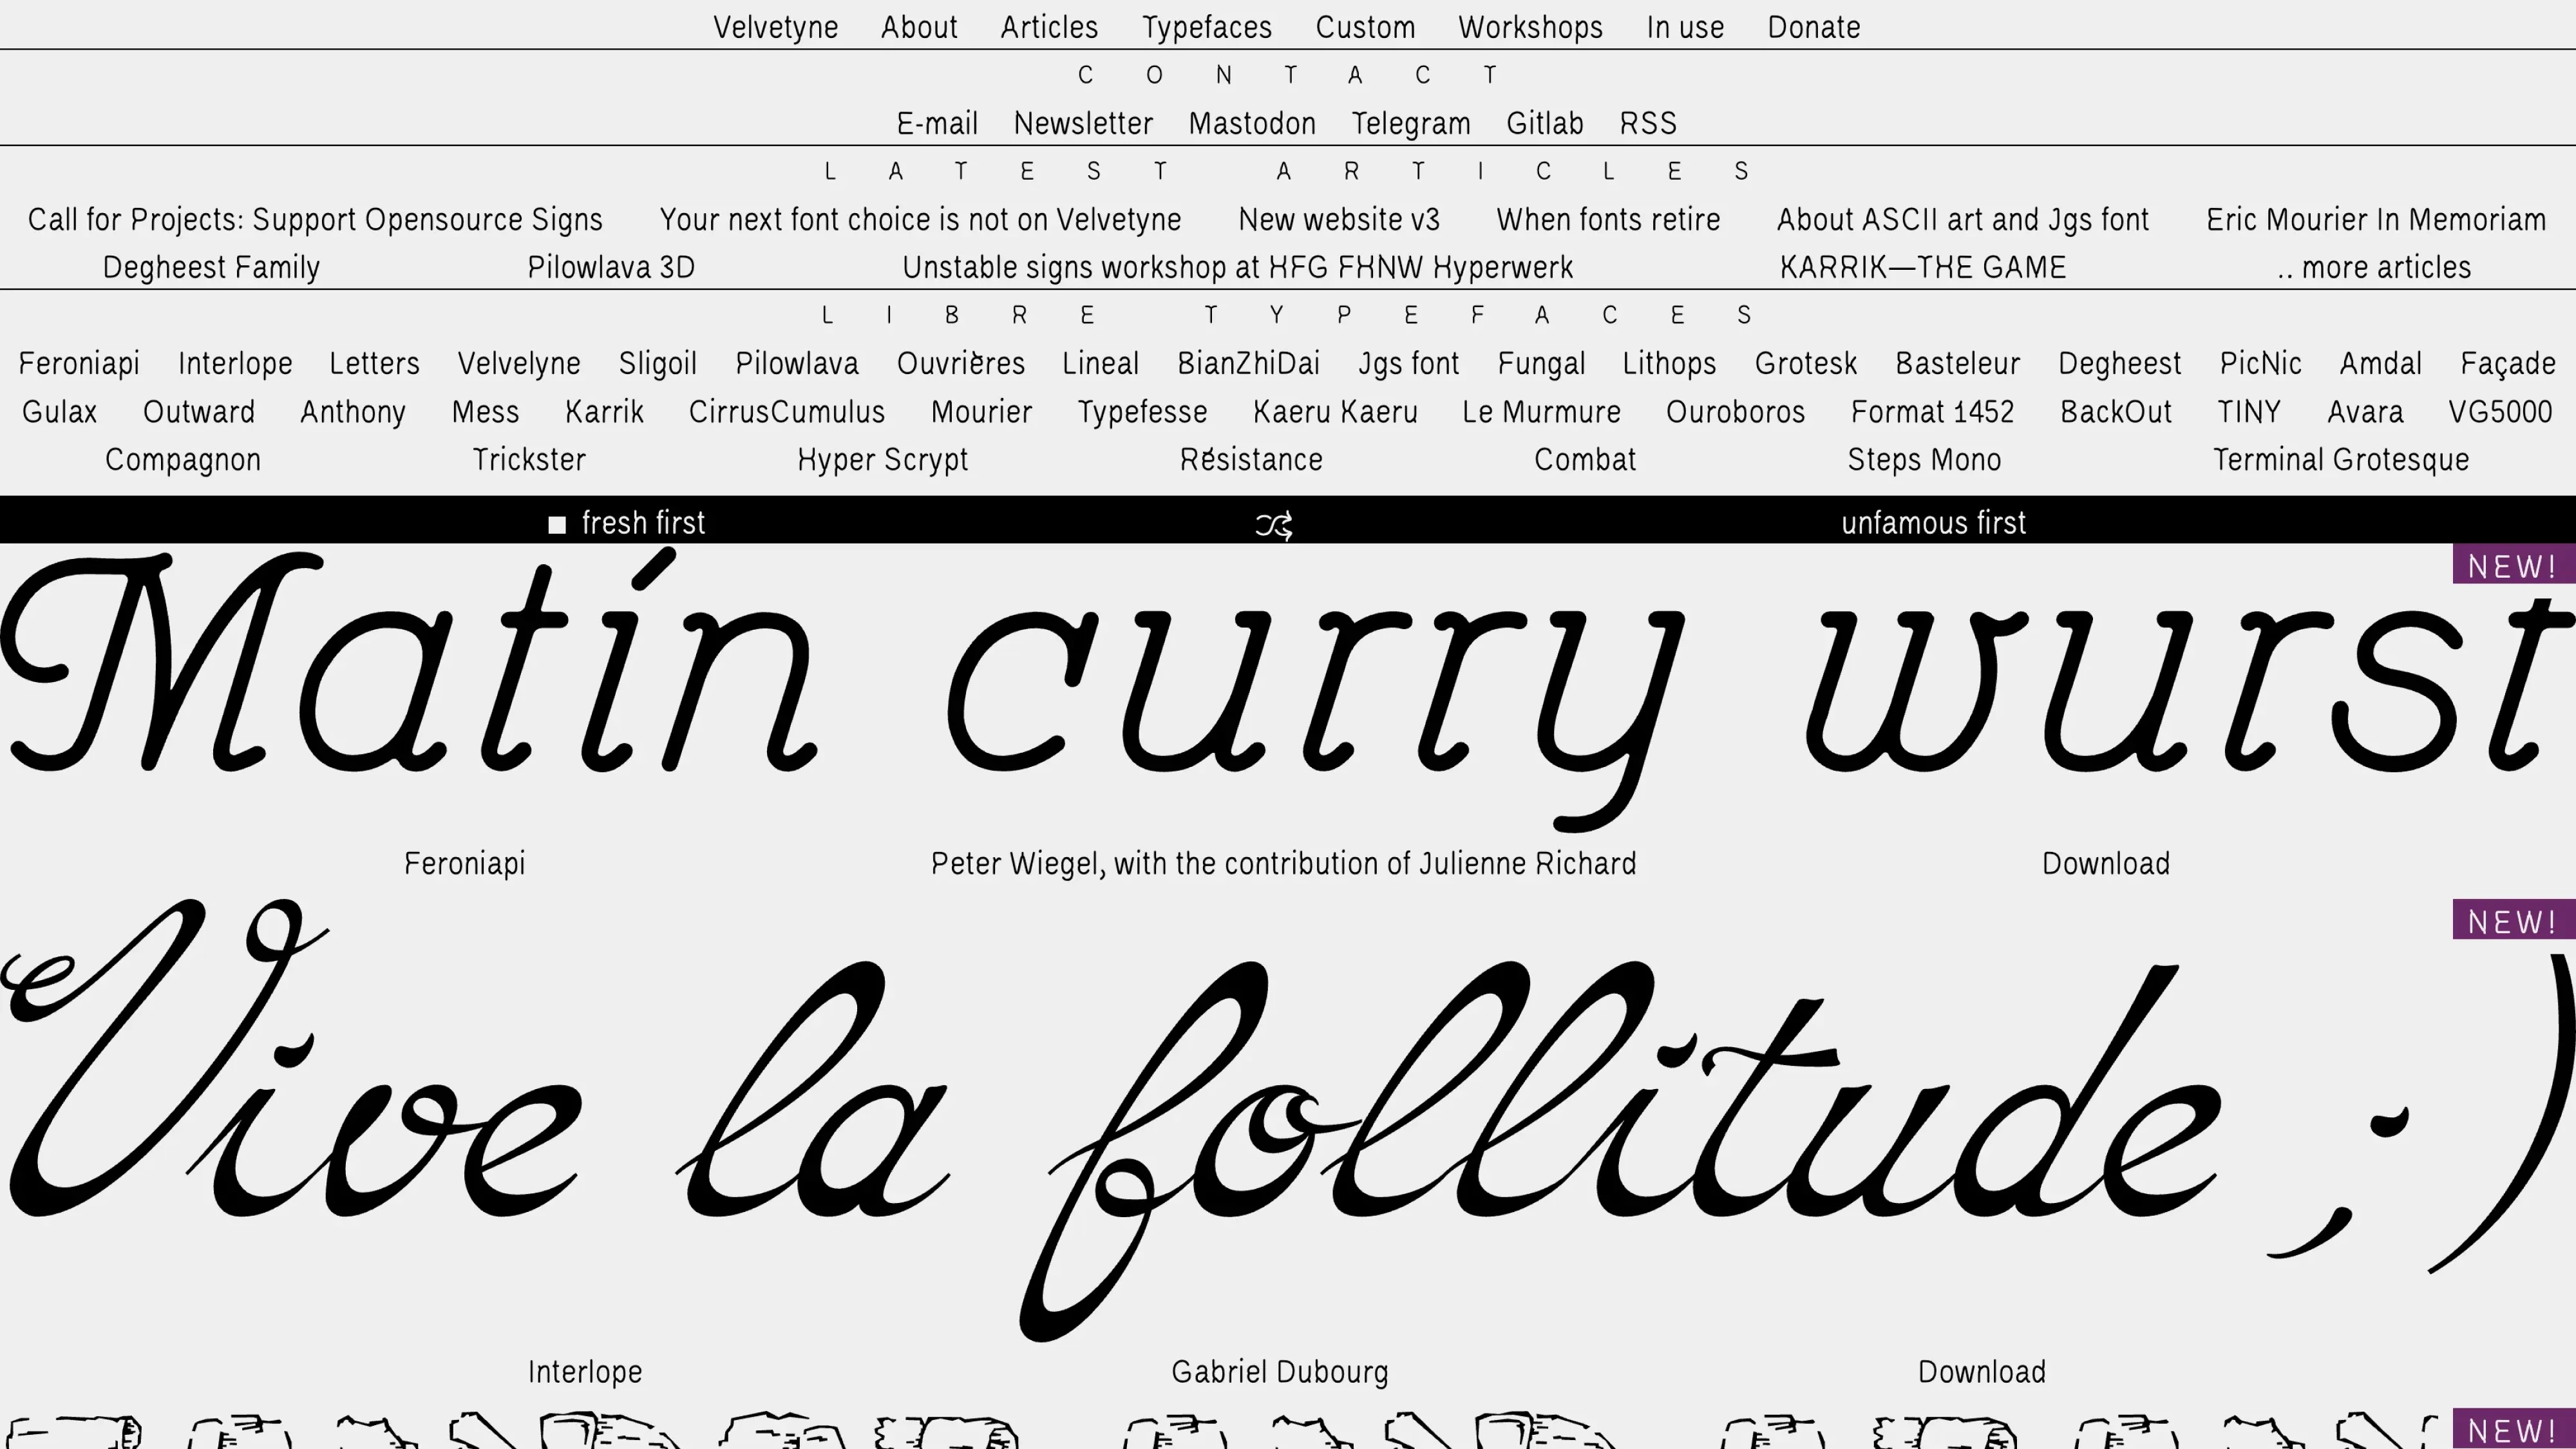 Velvetyne About Articles Typefaces Custom Workshops In use Donate
CONTACT
E-mail Newsletter Mastodon Telegram Gitlab RSS
LATEST ARTICLES
Call for Projects: Support Opensource Signs Your next font choice is not on Velvetyne New website v3 When fonts retire About ASCII art and Jgs font Eric Mourier In Memoriam
Degheest Family Pilowlava 3D Unstable signs workshop at HFG FHNW Hyperwerk KARRIK—THE GAME .. more articles
LIBRE TYPEFACES
Feroniapi Interlope Letters Velvelyne Sligoil Pilowlava Ouvrières Lineal BianZhiDai Jgs font Fungal Lithops Grotesk Basteleur Degheest PicNic Amdal Façade
Gulax Outward Anthony Mess Karrik CirrusCumulus Mourier Typefesse Kaeru Kaeru Le Murmure Ouroboros Format 1452 BackOut TINY Avara VG5000
Compagnon Trickster Hyper Scrypt Résistance Combat Steps Mono Terminal Grotesque
fresh first unfamous first
NEW!
Matín curry wurst
Feroniapi Peter Wiegel, with the contribution of Julienne Richard Download
NEW!
Vive la follitude ;)
Interlope Gabriel Dubourg Download
NEW!